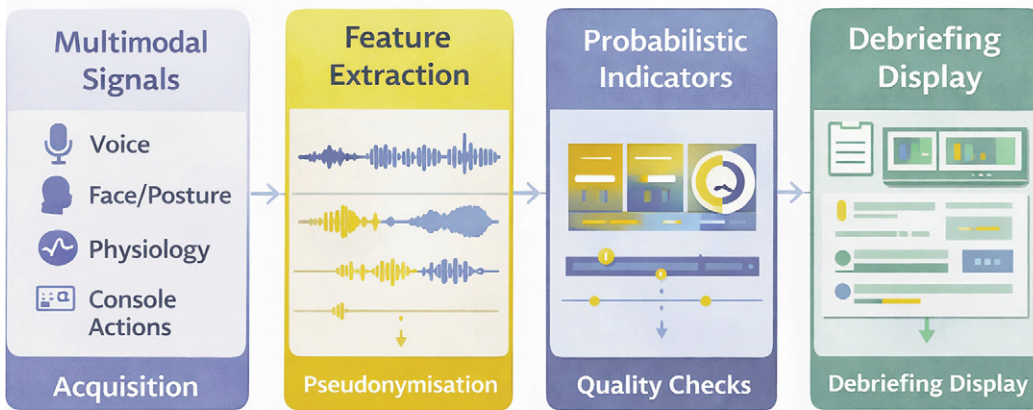 Multimodal
Signals
Voice
Face/Posture
Physiology
Console
Actions
Acquisition
Feature
Extraction
Pseudonymisation
Probabilistic
Indicators
Quality Checks
Debriefing
Display
Debriefing Display